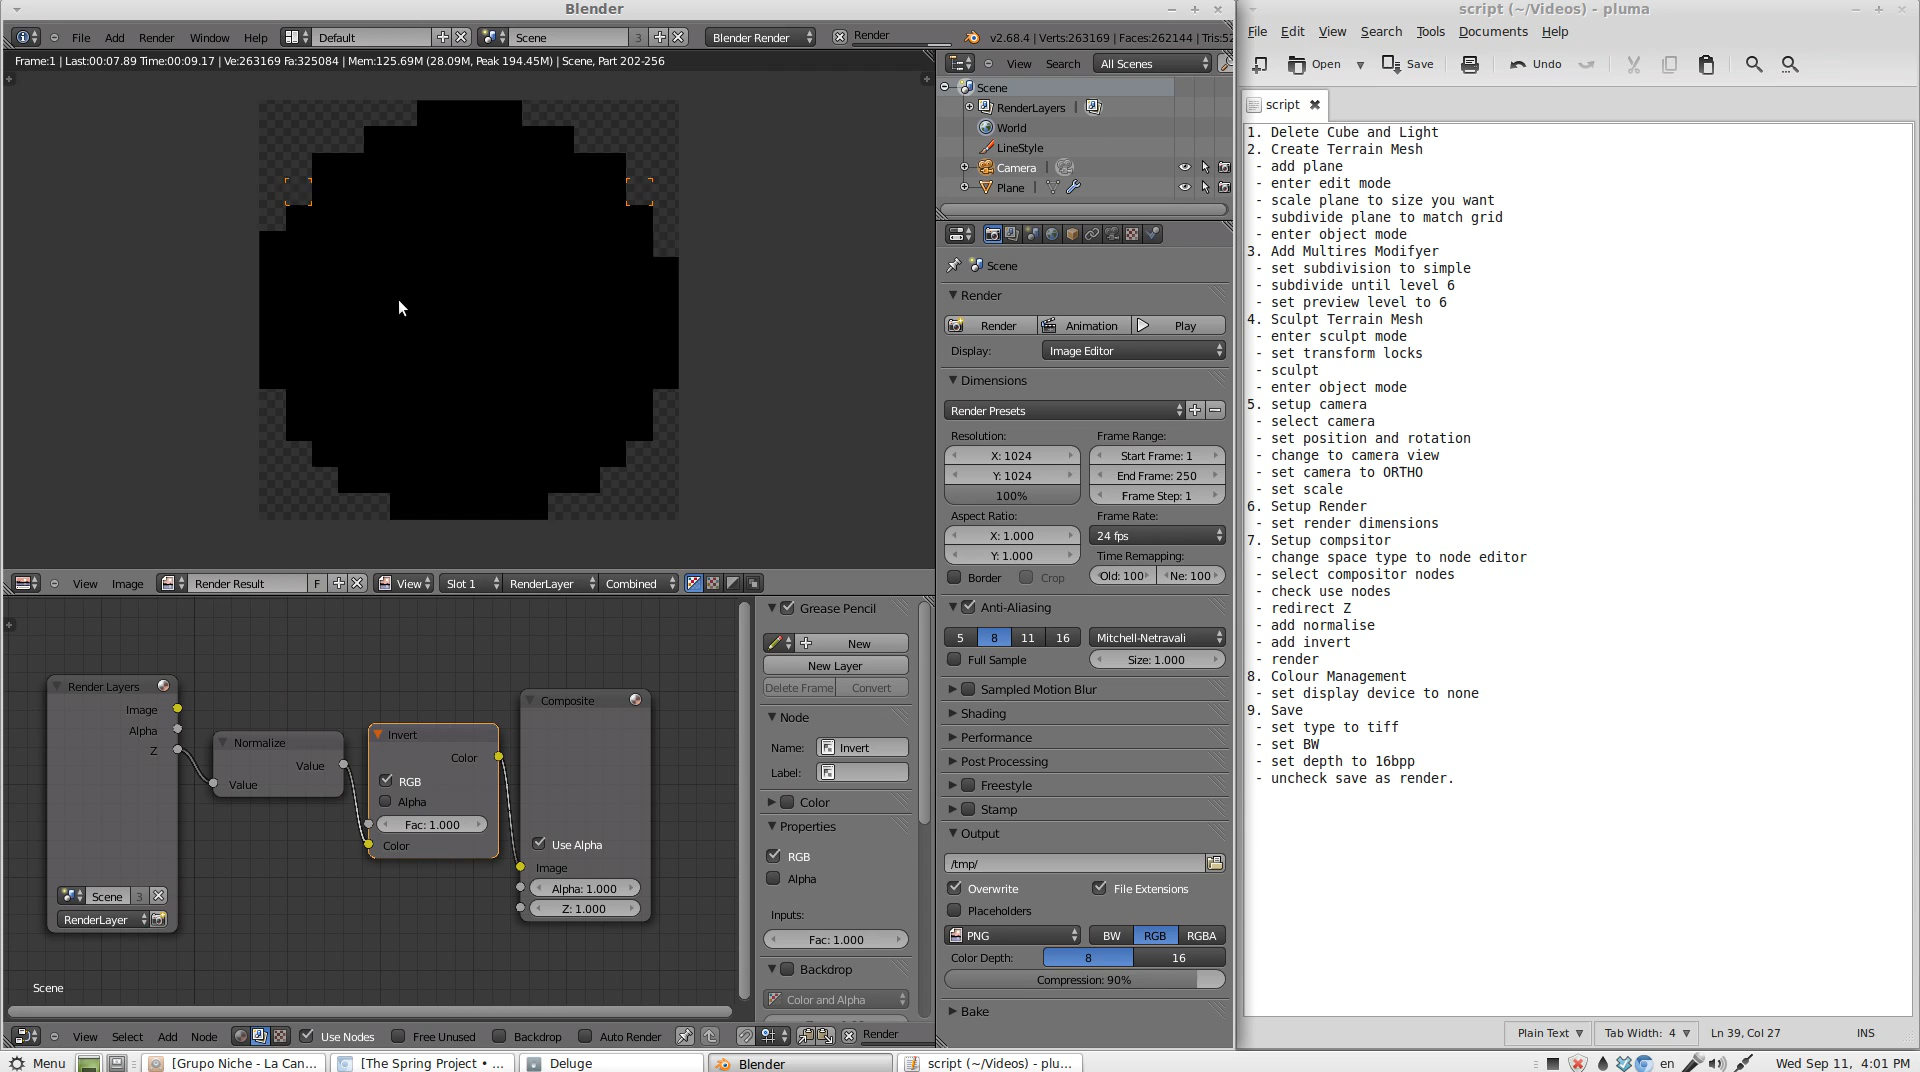 Blender
File Add Render Window Help Default Scene 3 Blender Render Render v2.68.4 | Verts:263169 | Faces:262144 | Tris:52
Frame:1 | Last:00:07.89 Time:00:09.17 | Ve:263169 Fa:325084 | Mem:125.69M (28.09M, Peak 194.45M) | Scene, Part 202-256
View Search All Scenes
Scene
RenderLayers |
World
LineStyle
Camera |
Plane |
Scene
Render
Render Animation Play
Display: Image Editor
Dimensions
Render Presets
Resolution: Frame Range:
X: 1024 Start Frame: 1
Y: 1024 End Frame: 250
100% Frame Step: 1
Aspect Ratio: Frame Rate:
X: 1.000 24 fps
Y: 1.000 Time Remapping:
Border Crop Old: 100 Ne: 100
Anti-Aliasing
5 8 11 16 Mitchell-Netravali
Full Sample Size: 1.000
Sampled Motion Blur
Shading
Performance
Post Processing
Freestyle
Stamp
Output
/tmp/
Overwrite File Extensions
Placeholders
PNG BW RGB RGBA
Color Depth: 8 16
Compression: 90%
Bake
View Image Render Result F View Slot 1 RenderLayer Combined
Render Layers
Image
Alpha
Z
Scene 3
RenderLayer
Normalize
Value
Value
Invert
Color
RGB
Alpha
Fac: 1.000
Color
Composite
Use Alpha
Image
Alpha: 1.000
Z: 1.000
Scene
Grease Pencil
New
New Layer
Delete Frame Convert
Node
Name: Invert
Label:
Color
Properties
RGB
Alpha
Inputs:
Fac: 1.000
Backdrop
Color and Alpha
View Select Add Node Use Nodes Free Unused Backdrop Auto Render Render
script (~/Videos) - pluma
File Edit View Search Tools Documents Help
Open Save Undo
script
1. Delete Cube and Light
2. Create Terrain Mesh
- add plane
- enter edit mode
- scale plane to size you want
- subdivide plane to match grid
- enter object mode
3. Add Multires Modifyer
- set subdivision to simple
- subdivide until level 6
- set preview level to 6
4. Sculpt Terrain Mesh
- enter sculpt mode
- set transform locks
- sculpt
- enter object mode
5. setup camera
- select camera
- set position and rotation
- change to camera view
- set camera to ORTHO
- set scale
6. Setup Render
- set render dimensions
7. Setup compsitor
- change space type to node editor
- select compositor nodes
- check use nodes
- redirect Z
- add normalise
- add invert
- render
8. Colour Management
- set display device to none
9. Save
- set type to tiff
- set BW
- set depth to 16bpp
- uncheck save as render.
Plain Text Tab Width: 4 Ln 39, Col 27 INS
Menu [Grupo Niche - La Can... [The Spring Project • ... Deluge Blender script (~/Videos) - plu... en Wed Sep 11, 4:01 PM